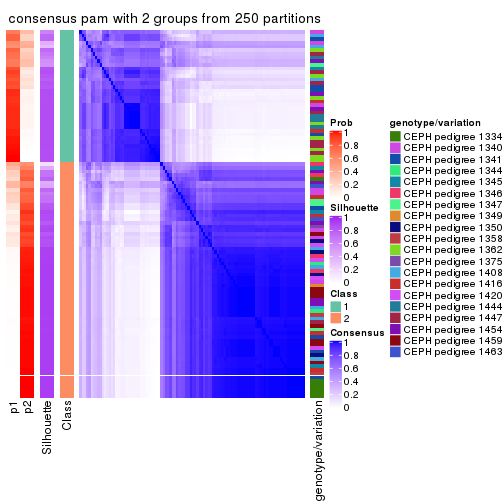 consensus pam with 2 groups from 250 partitions
p1
p2
Silhouette
Class
genotype/variation
Prob
1
0.8
0.6
0.4
0.2
0
Silhouette
1
0.8
0.6
0.4
0.2
0
Class
1
2
Consensus
1
0.8
0.6
0.4
0.2
0
genotype/variation
CEPH pedigree 1334
CEPH pedigree 1340
CEPH pedigree 1341
CEPH pedigree 1344
CEPH pedigree 1345
CEPH pedigree 1346
CEPH pedigree 1347
CEPH pedigree 1349
CEPH pedigree 1350
CEPH pedigree 1358
CEPH pedigree 1362
CEPH pedigree 1375
CEPH pedigree 1408
CEPH pedigree 1416
CEPH pedigree 1420
CEPH pedigree 1444
CEPH pedigree 1447
CEPH pedigree 1454
CEPH pedigree 1459
CEPH pedigree 1463